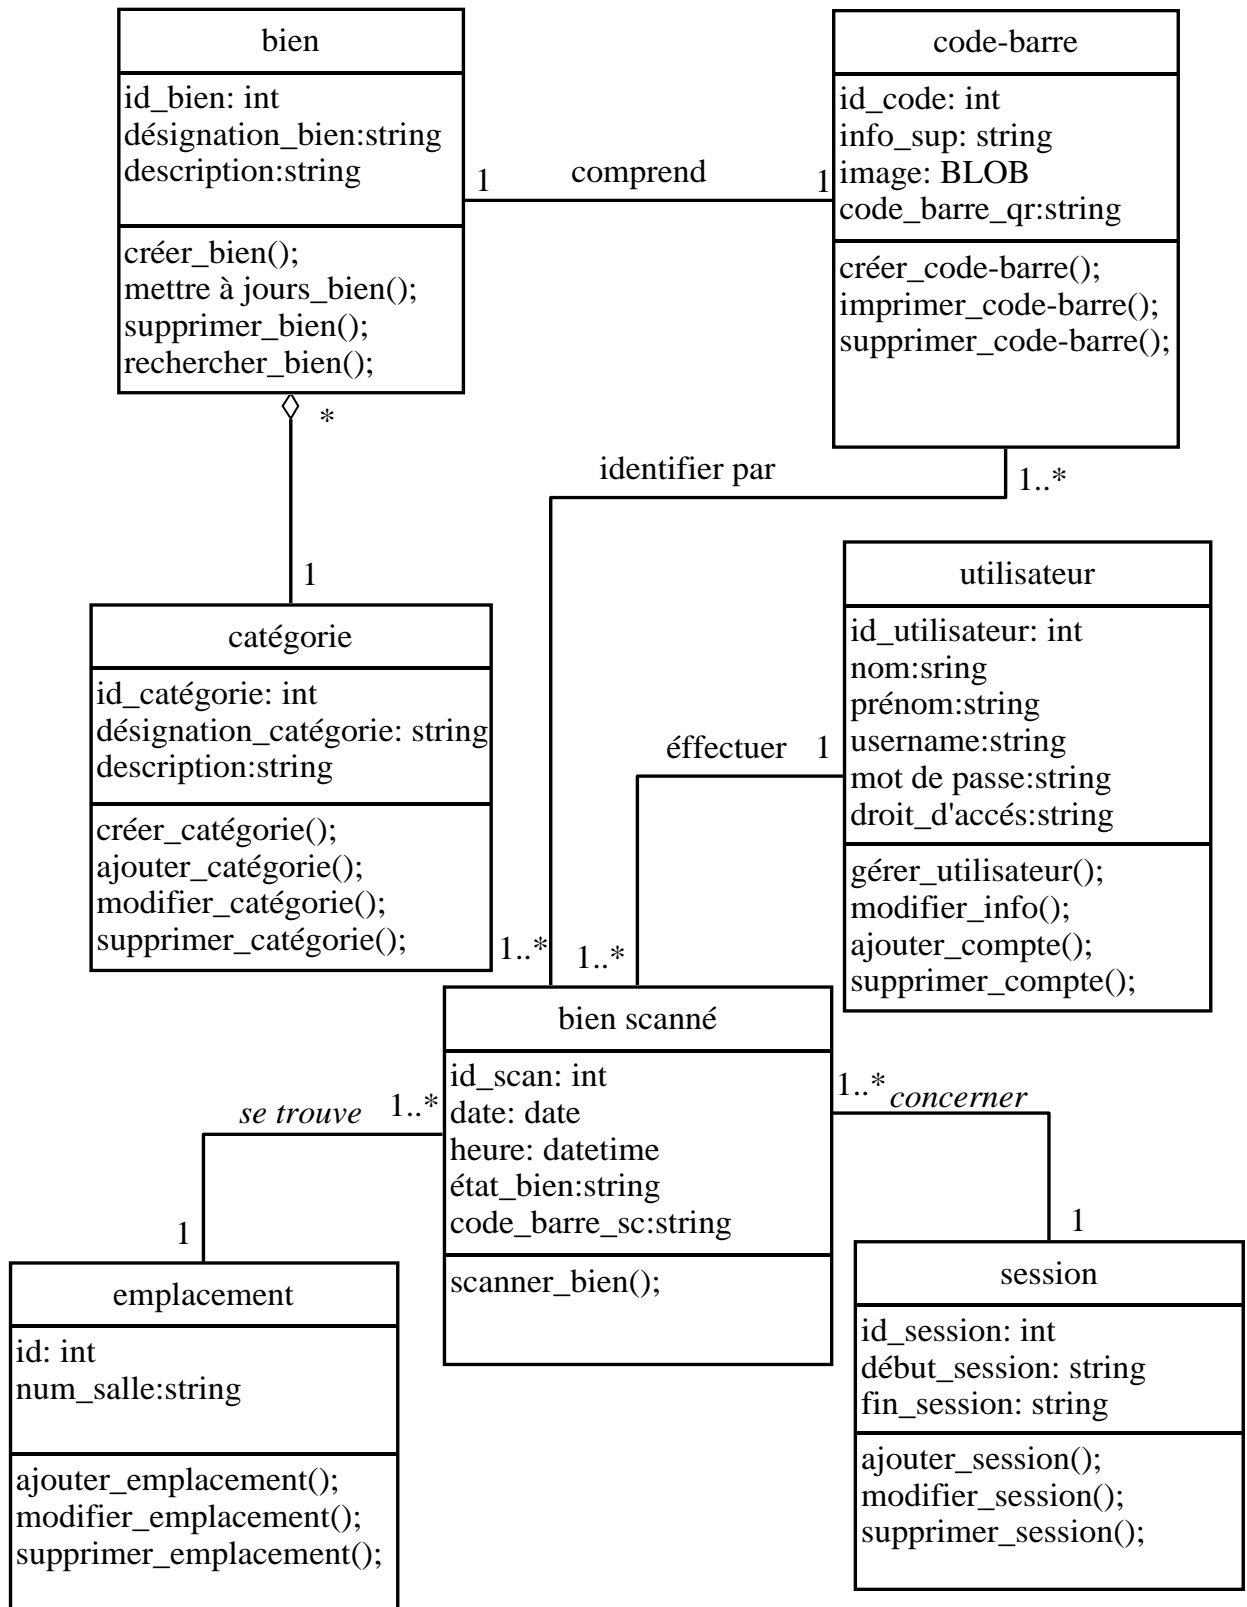 bien
id_bien: int
désignation_bien:string
description:string
créer_bien();
mettre à jours_bien();
supprimer_bien();
rechercher_bien();
1
comprend
1
code-barre
id_code: int
info_sup: string
image: BLOB
code_barre_qr:string
créer_code-barre();
imprimer_code-barre();
supprimer_code-barre();
*
identifier par
1..*
1
catégorie
id_catégorie: int
désignation_catégorie: string
description:string
créer_catégorie();
ajouter_catégorie();
modifier_catégorie();
supprimer_catégorie();
utilisateur
id_utilisateur: int
nom:sring
prénom:string
username:string
mot de passe:string
droit_d'accés:string
gérer_utilisateur();
modifier_info();
ajouter_compte();
supprimer_compte();
éffectuer
1
1..*
1..*
bien scanné
id_scan: int
date: date
heure: datetime
état_bien:string
code_barre_sc:string
scanner_bien();
se trouve
1..*
1
1..*
concerner
1
emplacement
id: int
num_salle:string
ajouter_emplacement();
modifier_emplacement();
supprimer_emplacement();
session
id_session: int
début_session: string
fin_session: string
ajouter_session();
modifier_session();
supprimer_session();